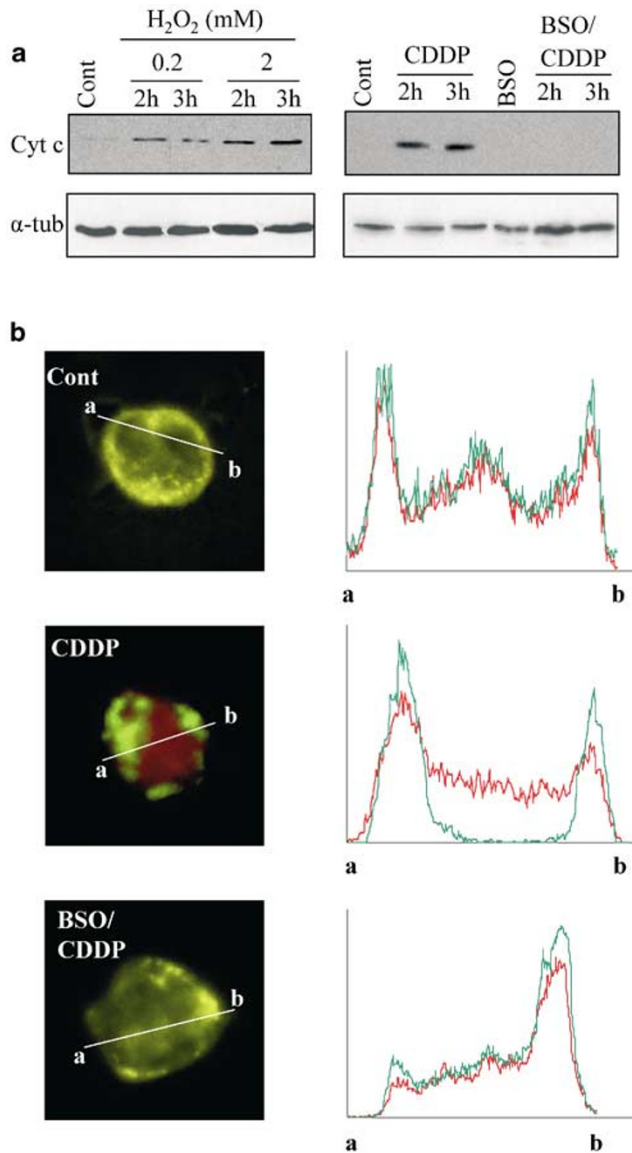 a
H₂O₂ (mM)
0.2 2
Cont 2h 3h 2h 3h
Cyt c
α-tub
BSO/
CDDP CDDP
Cont 2h 3h BSO 2h 3h
b
Cont
a
b
a b
CDDP
b
a
a b
BSO/
CDDP
b
a
a b